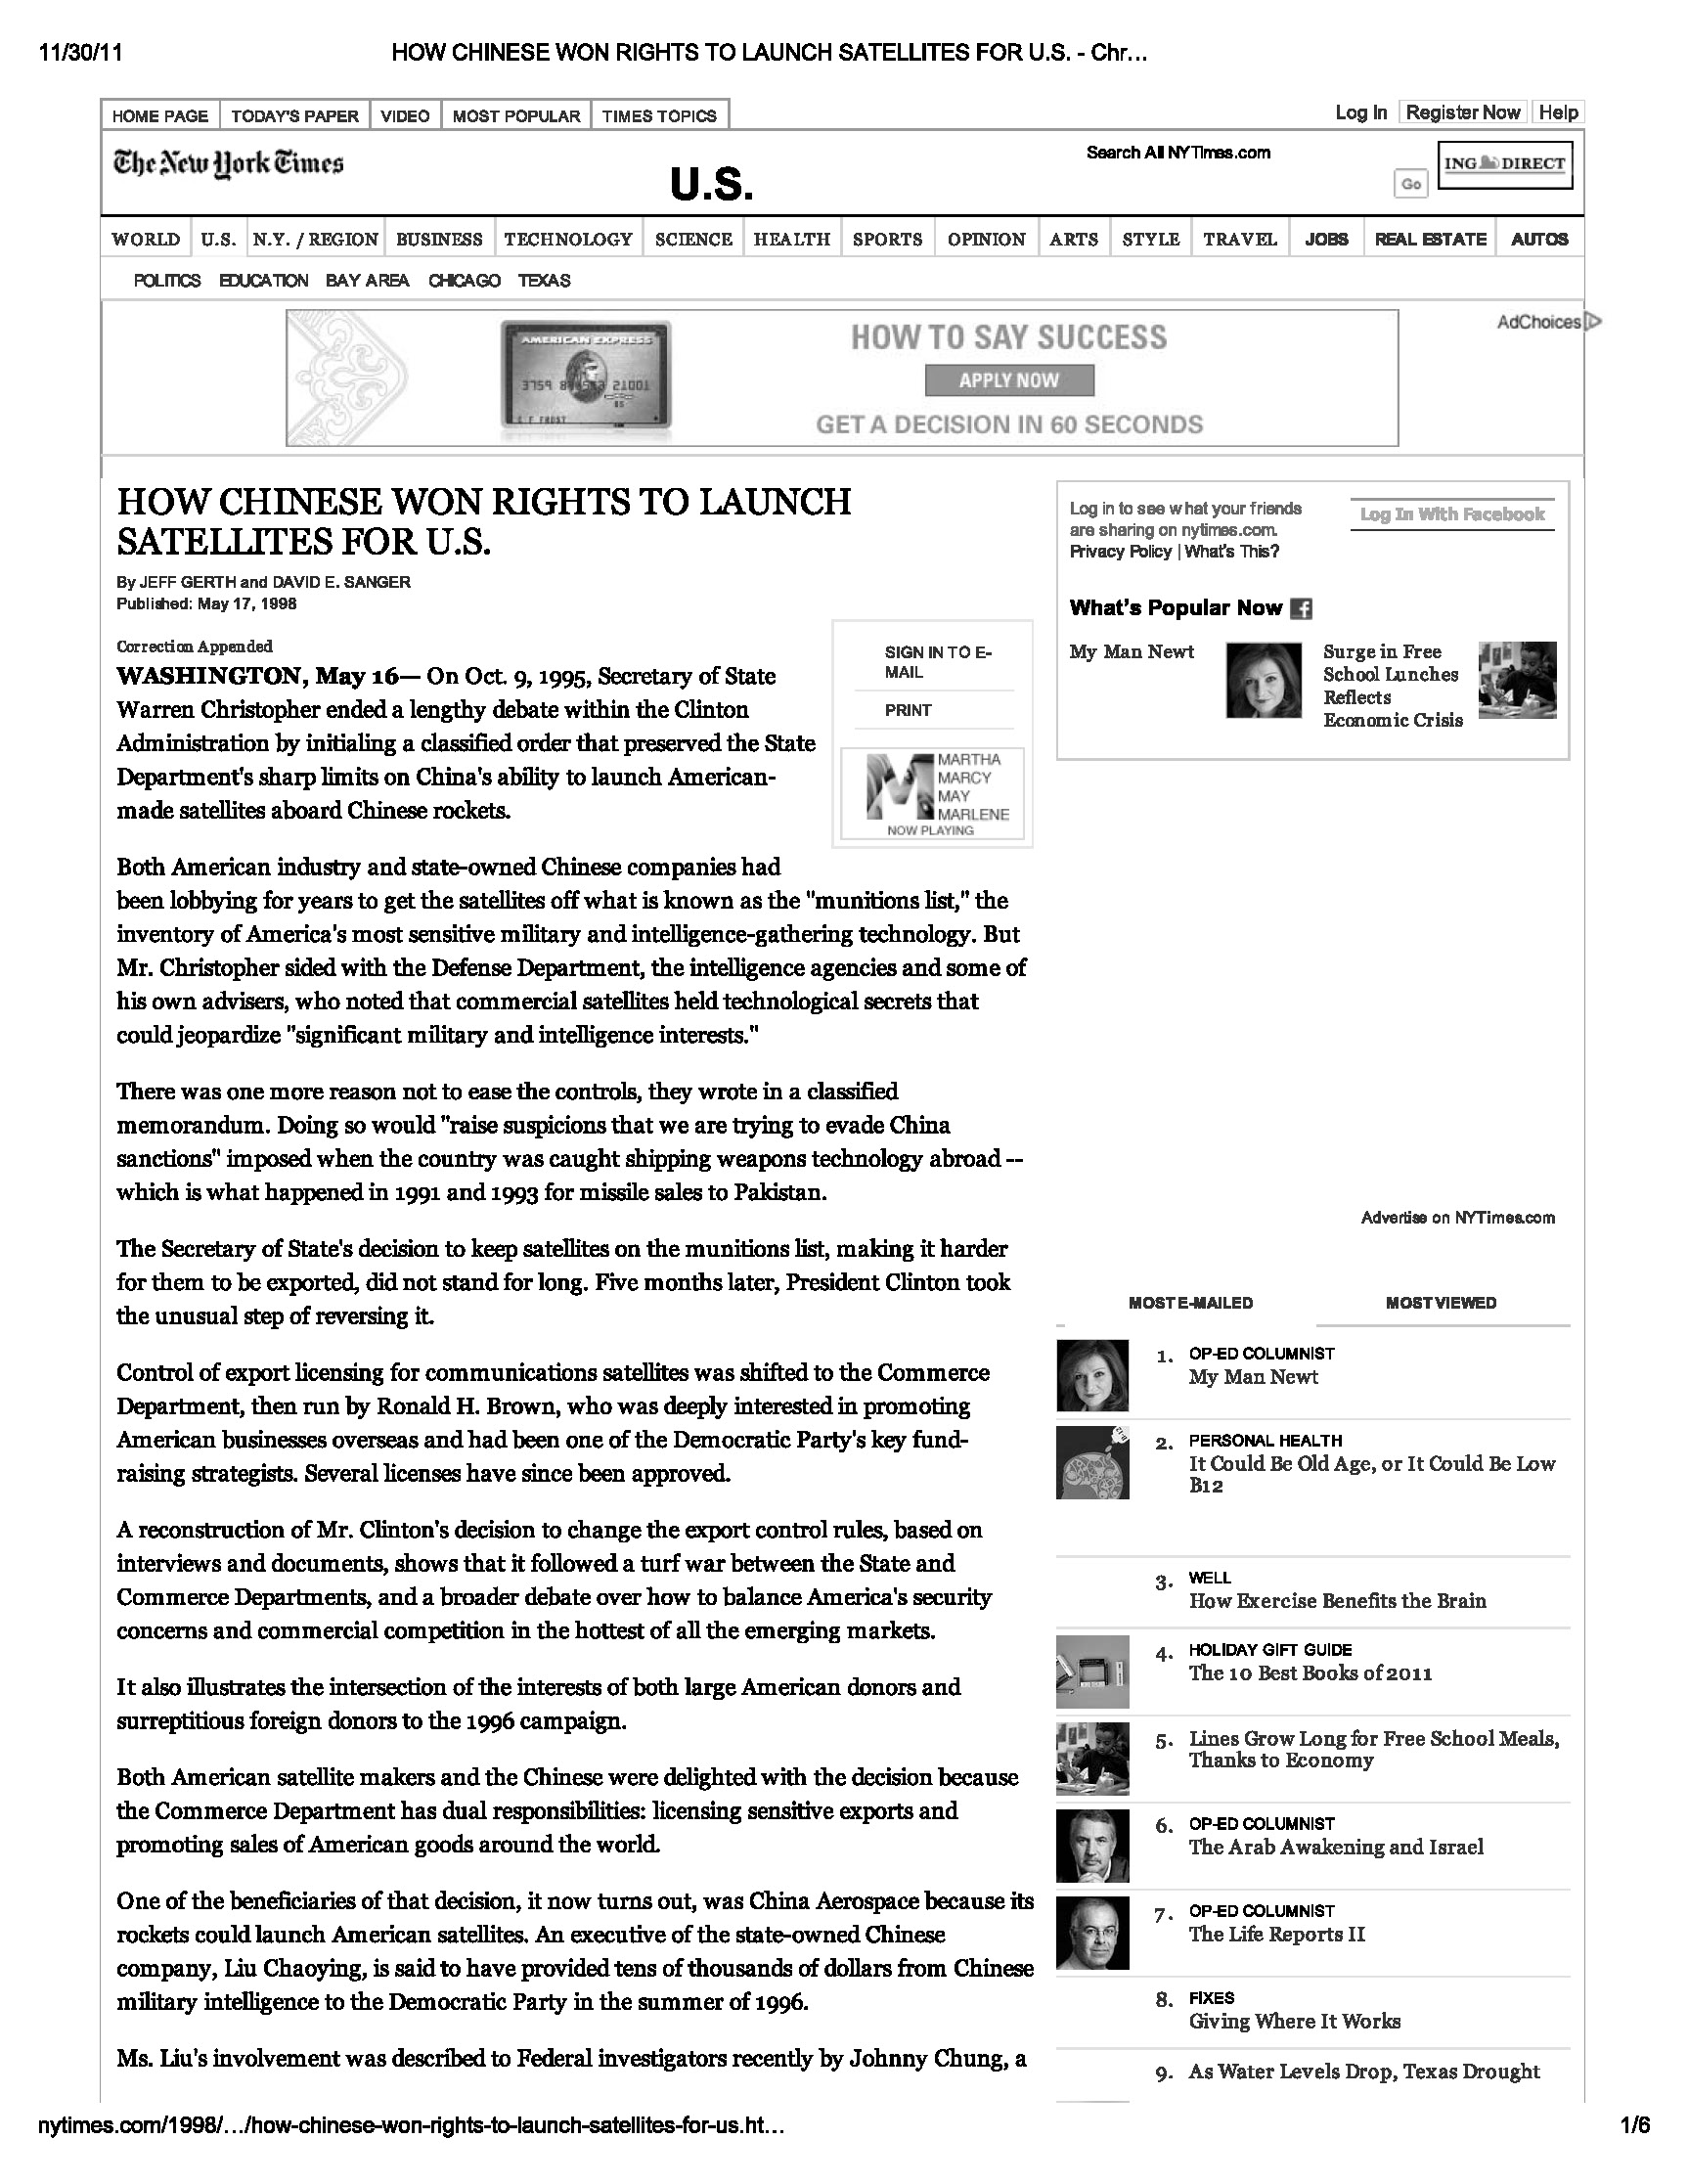 11/30/11 HOW CHINESE WON RIGHTS TO LAUNCH SATELLITES FOR U.S. - Chr...
HOME PAGE TODAY'S PAPER VIDEO MOST POPULAR TIMES TOPICS
Log In Register Now Help
The New York Times
U.S.
Search All NYTimes.com
Go
ING DIRECT
WORLD U.S. N.Y. / REGION BUSINESS TECHNOLOGY SCIENCE HEALTH SPORTS OPINION ARTS STYLE TRAVEL JOBS REAL ESTATE AUTOS
POLITICS EDUCATION BAY AREA CHICAGO TEXAS
AMERICAN EXPRESS
3759 21001
C F FROST
HOW TO SAY SUCCESS
APPLY NOW
GET A DECISION IN 60 SECONDS
AdChoices
HOW CHINESE WON RIGHTS TO LAUNCH
SATELLITES FOR U.S.
By JEFF GERTH and DAVID E. SANGER
Published: May 17, 1998
Correction Appended
WASHINGTON, May 16— On Oct. 9, 1995, Secretary of State
Warren Christopher ended a lengthy debate within the Clinton
Administration by initialing a classified order that preserved the State
Department's sharp limits on China's ability to launch American-
made satellites aboard Chinese rockets.
SIGN IN TO E-
MAIL
PRINT
MARTHA
MARCY
MAY
MARLENE
NOW PLAYING
Both American industry and state-owned Chinese companies had
been lobbying for years to get the satellites off what is known as the "munitions list," the
inventory of America's most sensitive military and intelligence-gathering technology. But
Mr. Christopher sided with the Defense Department, the intelligence agencies and some of
his own advisers, who noted that commercial satellites held technological secrets that
could jeopardize "significant military and intelligence interests."
There was one more reason not to ease the controls, they wrote in a classified
memorandum. Doing so would "raise suspicions that we are trying to evade China
sanctions" imposed when the country was caught shipping weapons technology abroad --
which is what happened in 1991 and 1993 for missile sales to Pakistan.
The Secretary of State's decision to keep satellites on the munitions list, making it harder
for them to be exported, did not stand for long. Five months later, President Clinton took
the unusual step of reversing it.
Control of export licensing for communications satellites was shifted to the Commerce
Department, then run by Ronald H. Brown, who was deeply interested in promoting
American businesses overseas and had been one of the Democratic Party's key fund-
raising strategists. Several licenses have since been approved.
A reconstruction of Mr. Clinton's decision to change the export control rules, based on
interviews and documents, shows that it followed a turf war between the State and
Commerce Departments, and a broader debate over how to balance America's security
concerns and commercial competition in the hottest of all the emerging markets.
It also illustrates the intersection of the interests of both large American donors and
surreptitious foreign donors to the 1996 campaign.
Both American satellite makers and the Chinese were delighted with the decision because
the Commerce Department has dual responsibilities: licensing sensitive exports and
promoting sales of American goods around the world.
One of the beneficiaries of that decision, it now turns out, was China Aerospace because its
rockets could launch American satellites. An executive of the state-owned Chinese
company, Liu Chaoying, is said to have provided tens of thousands of dollars from Chinese
military intelligence to the Democratic Party in the summer of 1996.
Ms. Liu's involvement was described to Federal investigators recently by Johnny Chung, a
Log in to see what your friends
are sharing on nytimes.com.
Privacy Policy | What's This?
Log In With Facebook
What's Popular Now
My Man Newt
Surge in Free
School Lunches
Reflects
Economic Crisis
Advertise on NYTimes.com
MOST E-MAILED MOST VIEWED
1. OP-ED COLUMNIST
My Man Newt
2. PERSONAL HEALTH
It Could Be Old Age, or It Could Be Low
B12
3. WELL
How Exercise Benefits the Brain
4. HOLIDAY GIFT GUIDE
The 10 Best Books of 2011
5. Lines Grow Long for Free School Meals,
Thanks to Economy
6. OP-ED COLUMNIST
The Arab Awakening and Israel
7. OP-ED COLUMNIST
The Life Reports II
8. FIXES
Giving Where It Works
9. As Water Levels Drop, Texas Drought
nytimes.com/1998/.../how-chinese-won-rights-to-launch-satellites-for-us.ht... 1/6